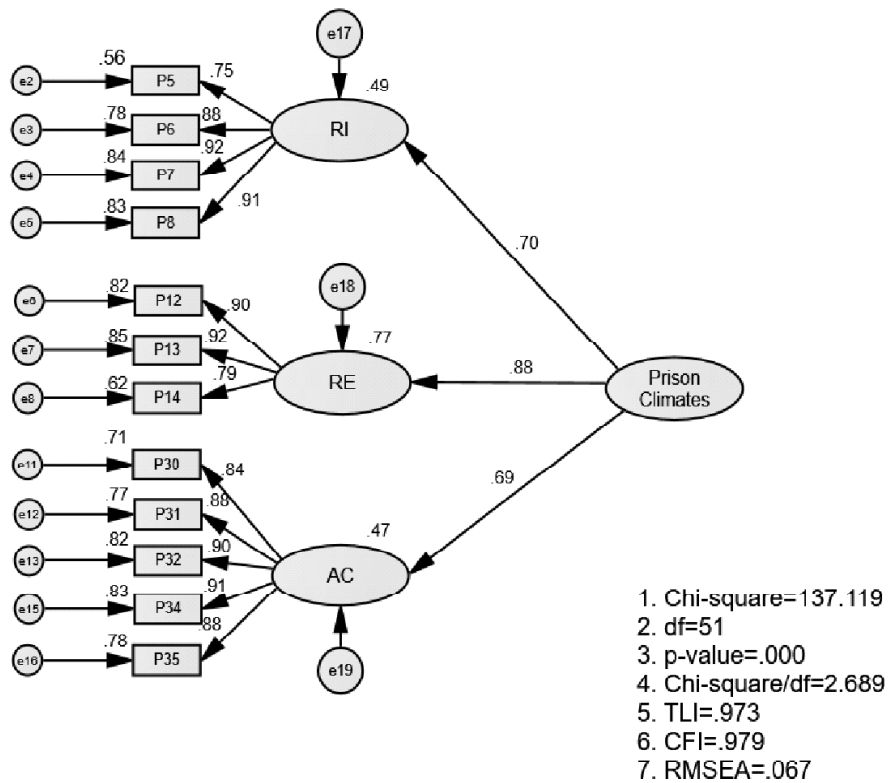 e17
.56
.75
.49
e2
P5
.78
.88
e3
P6
RI
.84
.92
e4
P7
.83
.91
e5
P8
.70
.82
.90
e18
e6
P12
.85
.92
.77
e7
P13
.88
.62
.79
RE
Prison
Climates
e8
P14
.71
.84
e11
P30
.69
.77
.88
e12
P31
.47
.82
.90
e13
P32
AC
.83
.91
e15
P34
.78
.88
e16
P35
e19
1. Chi-square=137.119
2. df=51
3. p-value=.000
4. Chi-square/df=2.689
5. TLI=.973
6. CFI=.979
7. RMSEA=.067